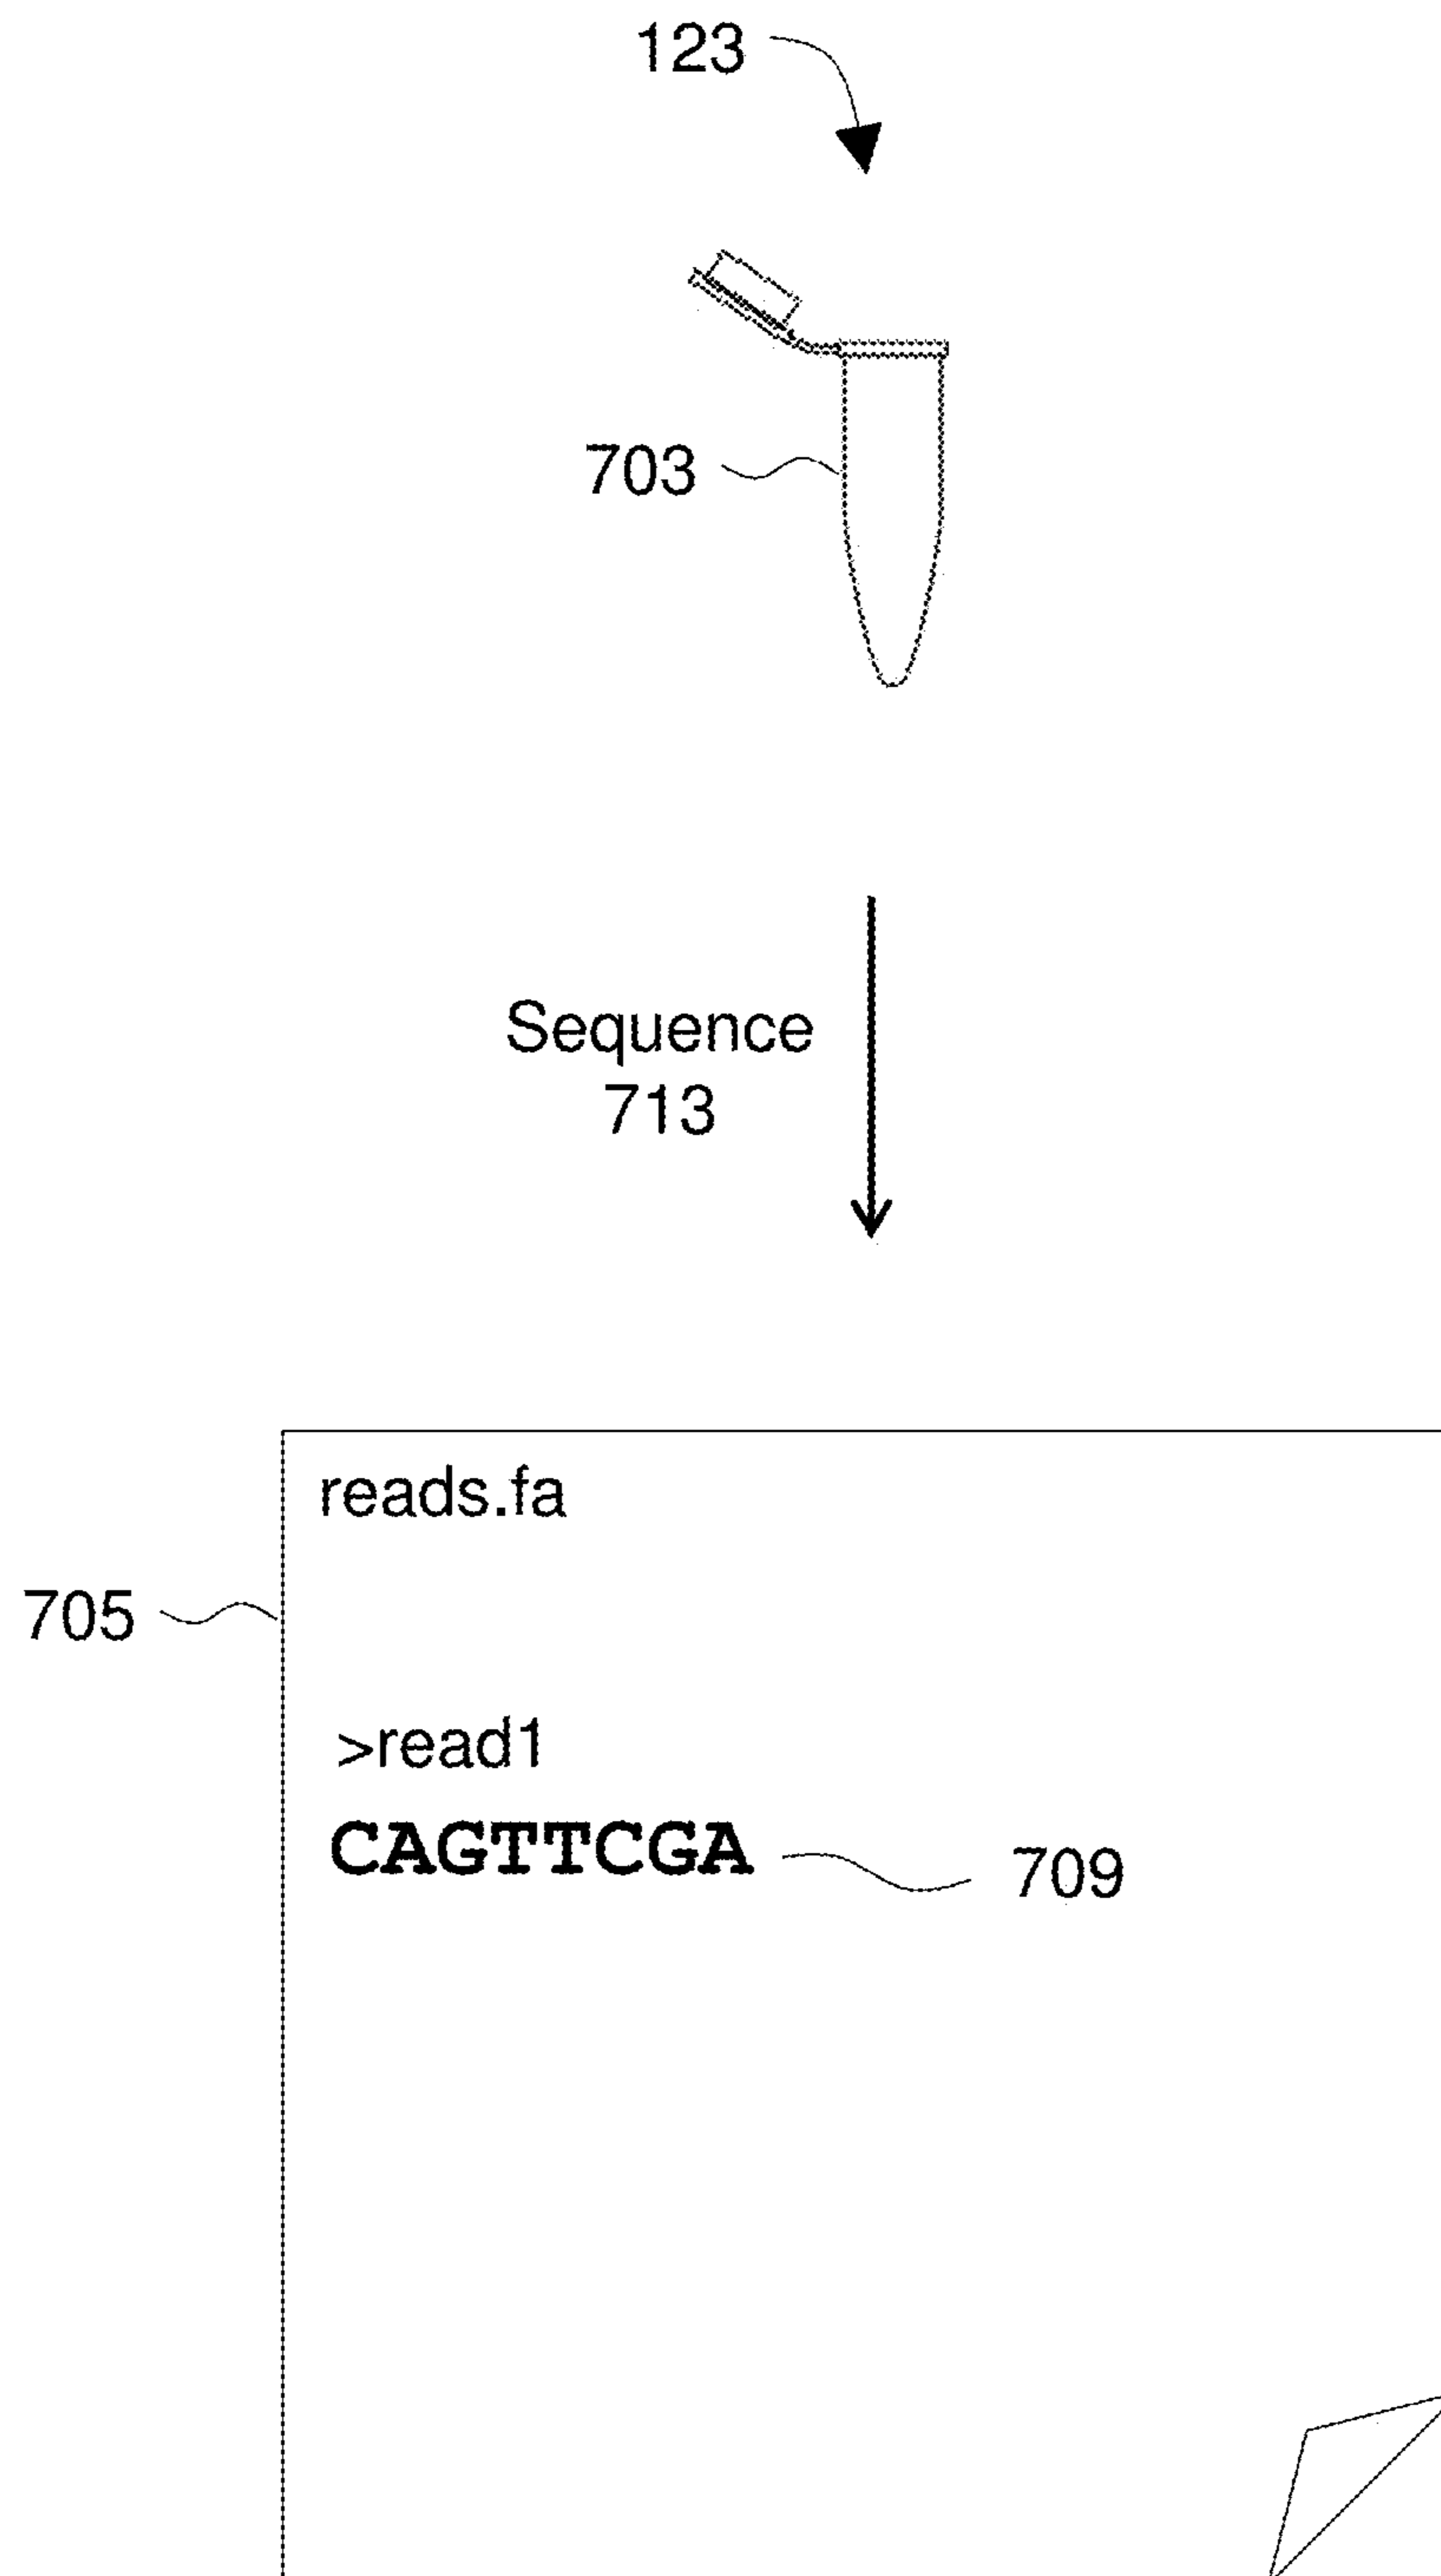 123
703
Sequence
713
reads.fa
705
>read1
CAGTTCGA
709